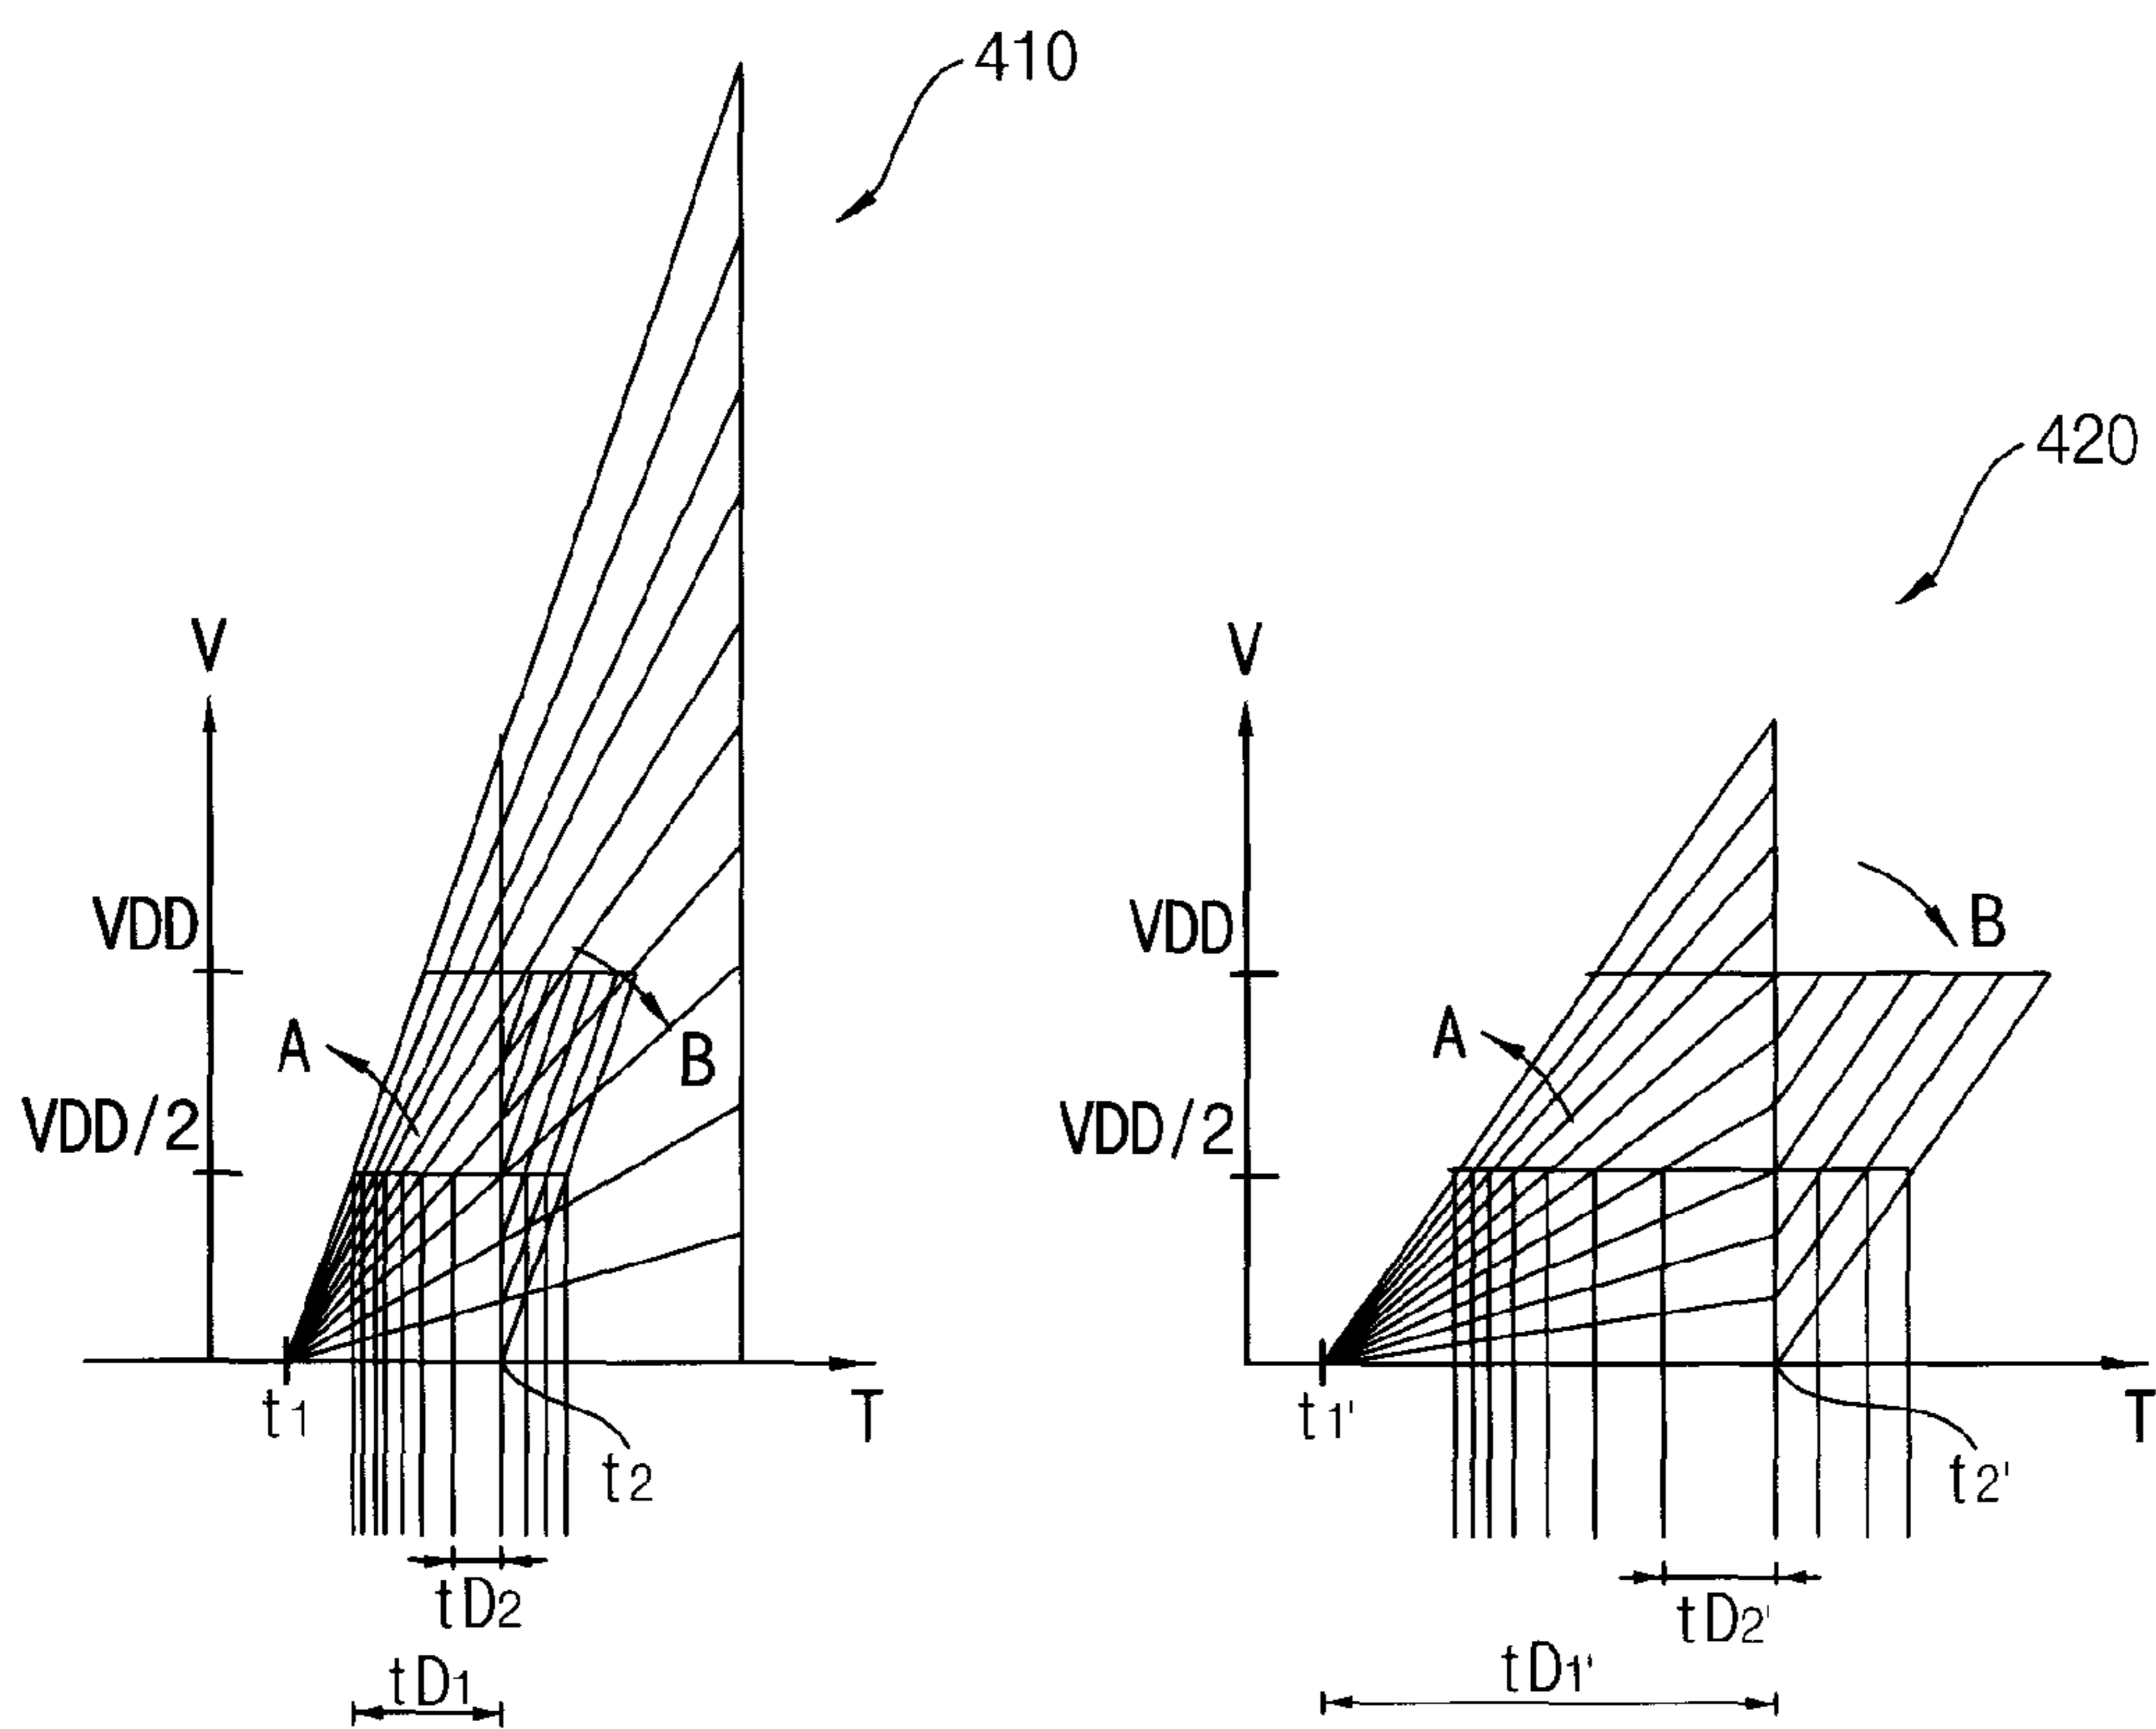 410
V
VDD
A
B
VDD/2
t1
T
t2
tD2
tD1
420
V
VDD
B
A
VDD/2
t1'
T
t2'
tD2'
tD1'